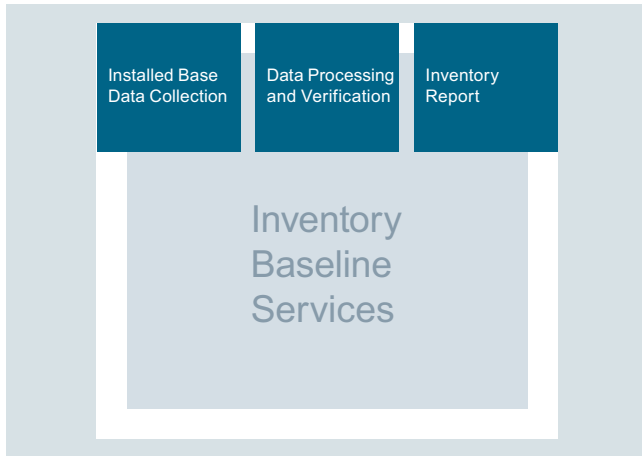 Installed Base
Data Collection
Data Processing
and Verification
Inventory
Report
Inventory
Baseline
Services